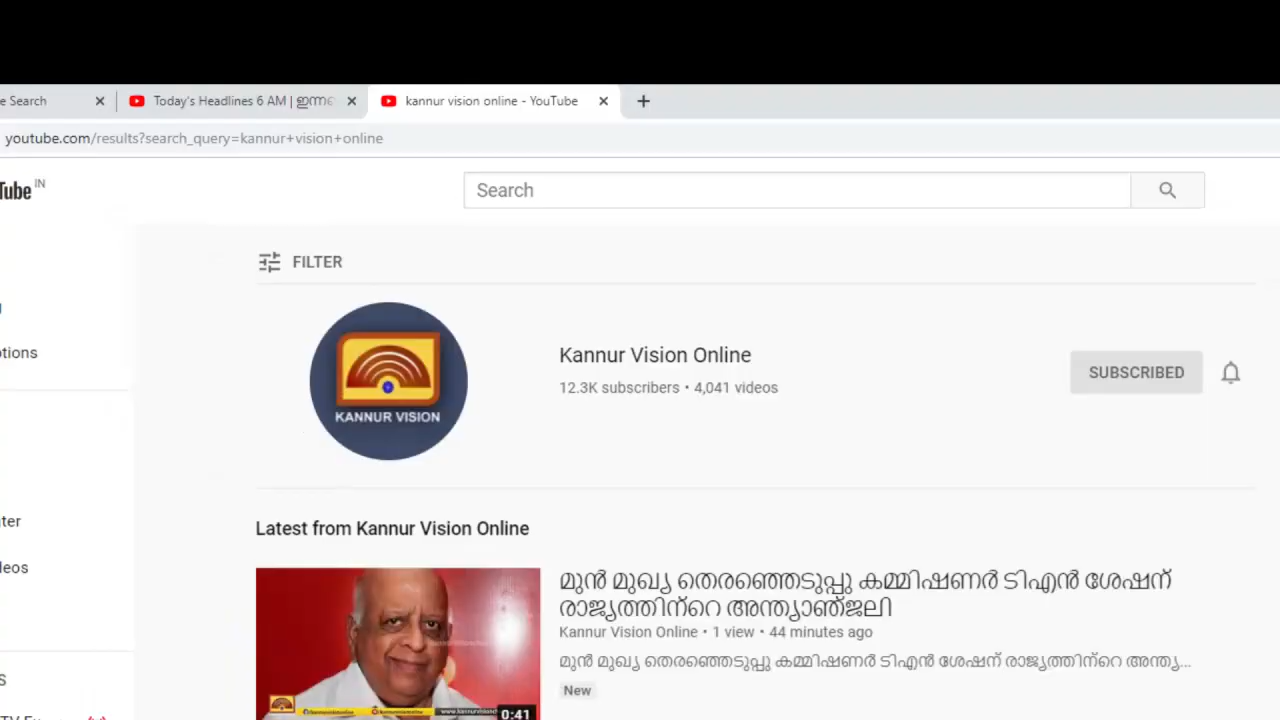 e Search
Today's Headlines 6 AM | ഇന്നെ
kannur vision online - YouTube
youtube.com/results?search_query=kannur+vision+online
Tube IN
Search
FILTER
KANNUR VISION
Kannur Vision Online
12.3K subscribers • 4,041 videos
SUBSCRIBED
otions
ter
leos
S
Latest from Kannur Vision Online
മുൻ മുഖ്യ തെരഞ്ഞെടുപ്പു കമ്മിഷണർ ടിഎൻ ശേഷന്
രാജ്യത്തിന്റെ അന്ത്യാഞ്ജലി
Kannur Vision Online • 1 view • 44 minutes ago
മുൻ മുഖ്യ തെരഞ്ഞെടുപ്പു കമ്മിഷണർ ടിഎൻ ശേഷന് രാജ്യത്തിന്റെ അന്ത്യ...
New
0:41